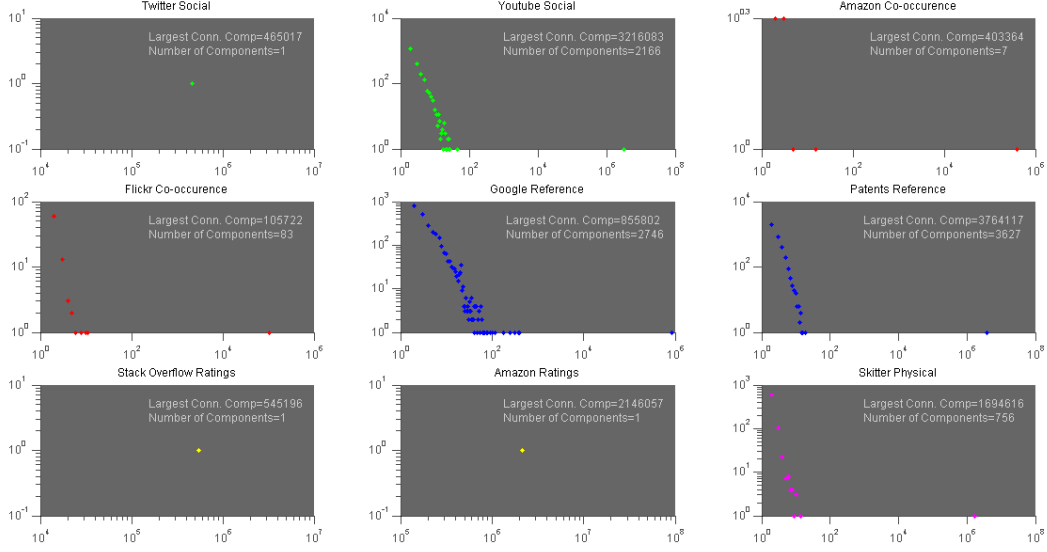 Twitter Social
Largest Conn. Comp=465017
Number of Components=1
10^1
10^0
10^-1
10^4 10^5 10^6 10^7
Youtube Social
Largest Conn. Comp=3216083
Number of Components=2166
10^4
10^2
10^0
10^0 10^2 10^4 10^6 10^8
Amazon Co-occurence
Largest Conn. Comp=403364
Number of Components=7
10^0.3
10^0
10^0 10^2 10^4 10^6
Flickr Co-occurence
Largest Conn. Comp=105722
Number of Components=83
10^2
10^1
10^0
10^0 10^2 10^4 10^6
Google Reference
Largest Conn. Comp=855802
Number of Components=2746
10^3
10^2
10^1
10^0
10^0 10^2 10^4 10^6
Patents Reference
Largest Conn. Comp=3764117
Number of Components=3627
10^4
10^2
10^0
10^0 10^2 10^4 10^6 10^8
Stack Overflow Ratings
Largest Conn. Comp=545196
Number of Components=1
10^1
10^0
10^-1
10^4 10^5 10^6 10^7
Amazon Ratings
Largest Conn. Comp=2146057
Number of Components=1
10^1
10^0
10^-1
10^5 10^6 10^7 10^8
Skitter Physical
Largest Conn. Comp=1694616
Number of Components=756
10^3
10^2
10^1
10^0
10^0 10^2 10^4 10^6 10^8